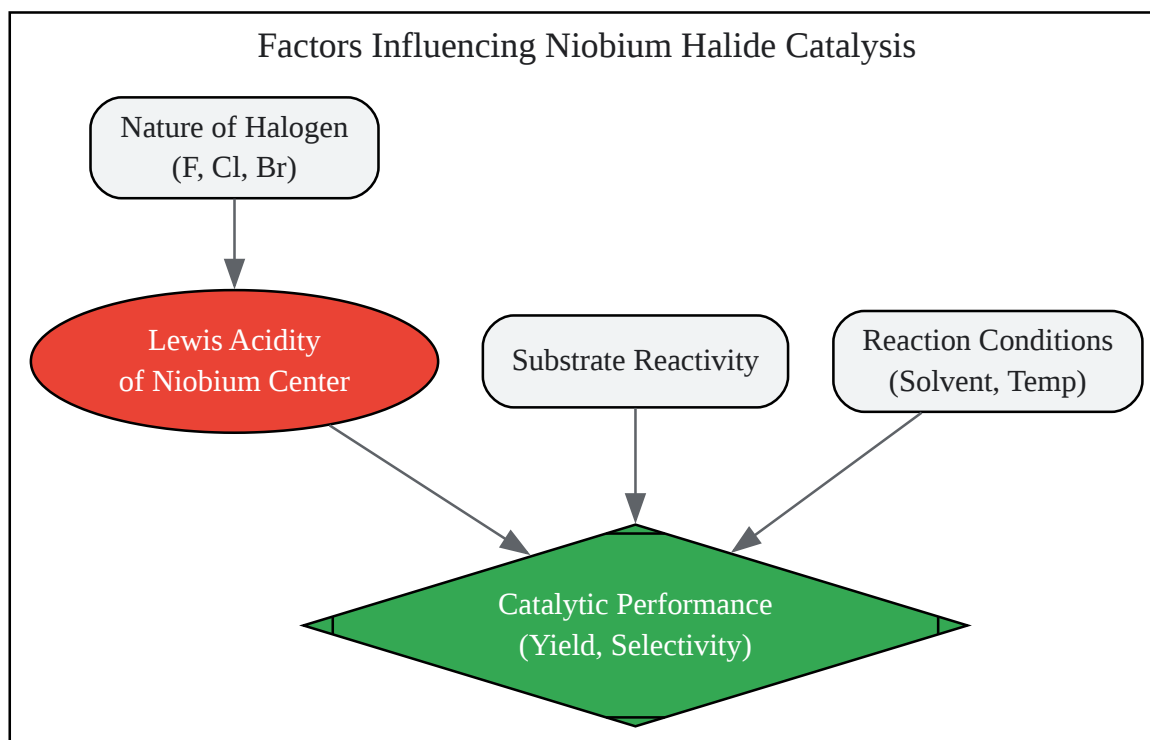 Factors Influencing Niobium Halide Catalysis
Nature of Halogen
(F, Cl, Br)
Lewis Acidity
of Niobium Center
Substrate Reactivity
Reaction Conditions
(Solvent, Temp)
Catalytic Performance
(Yield, Selectivity)